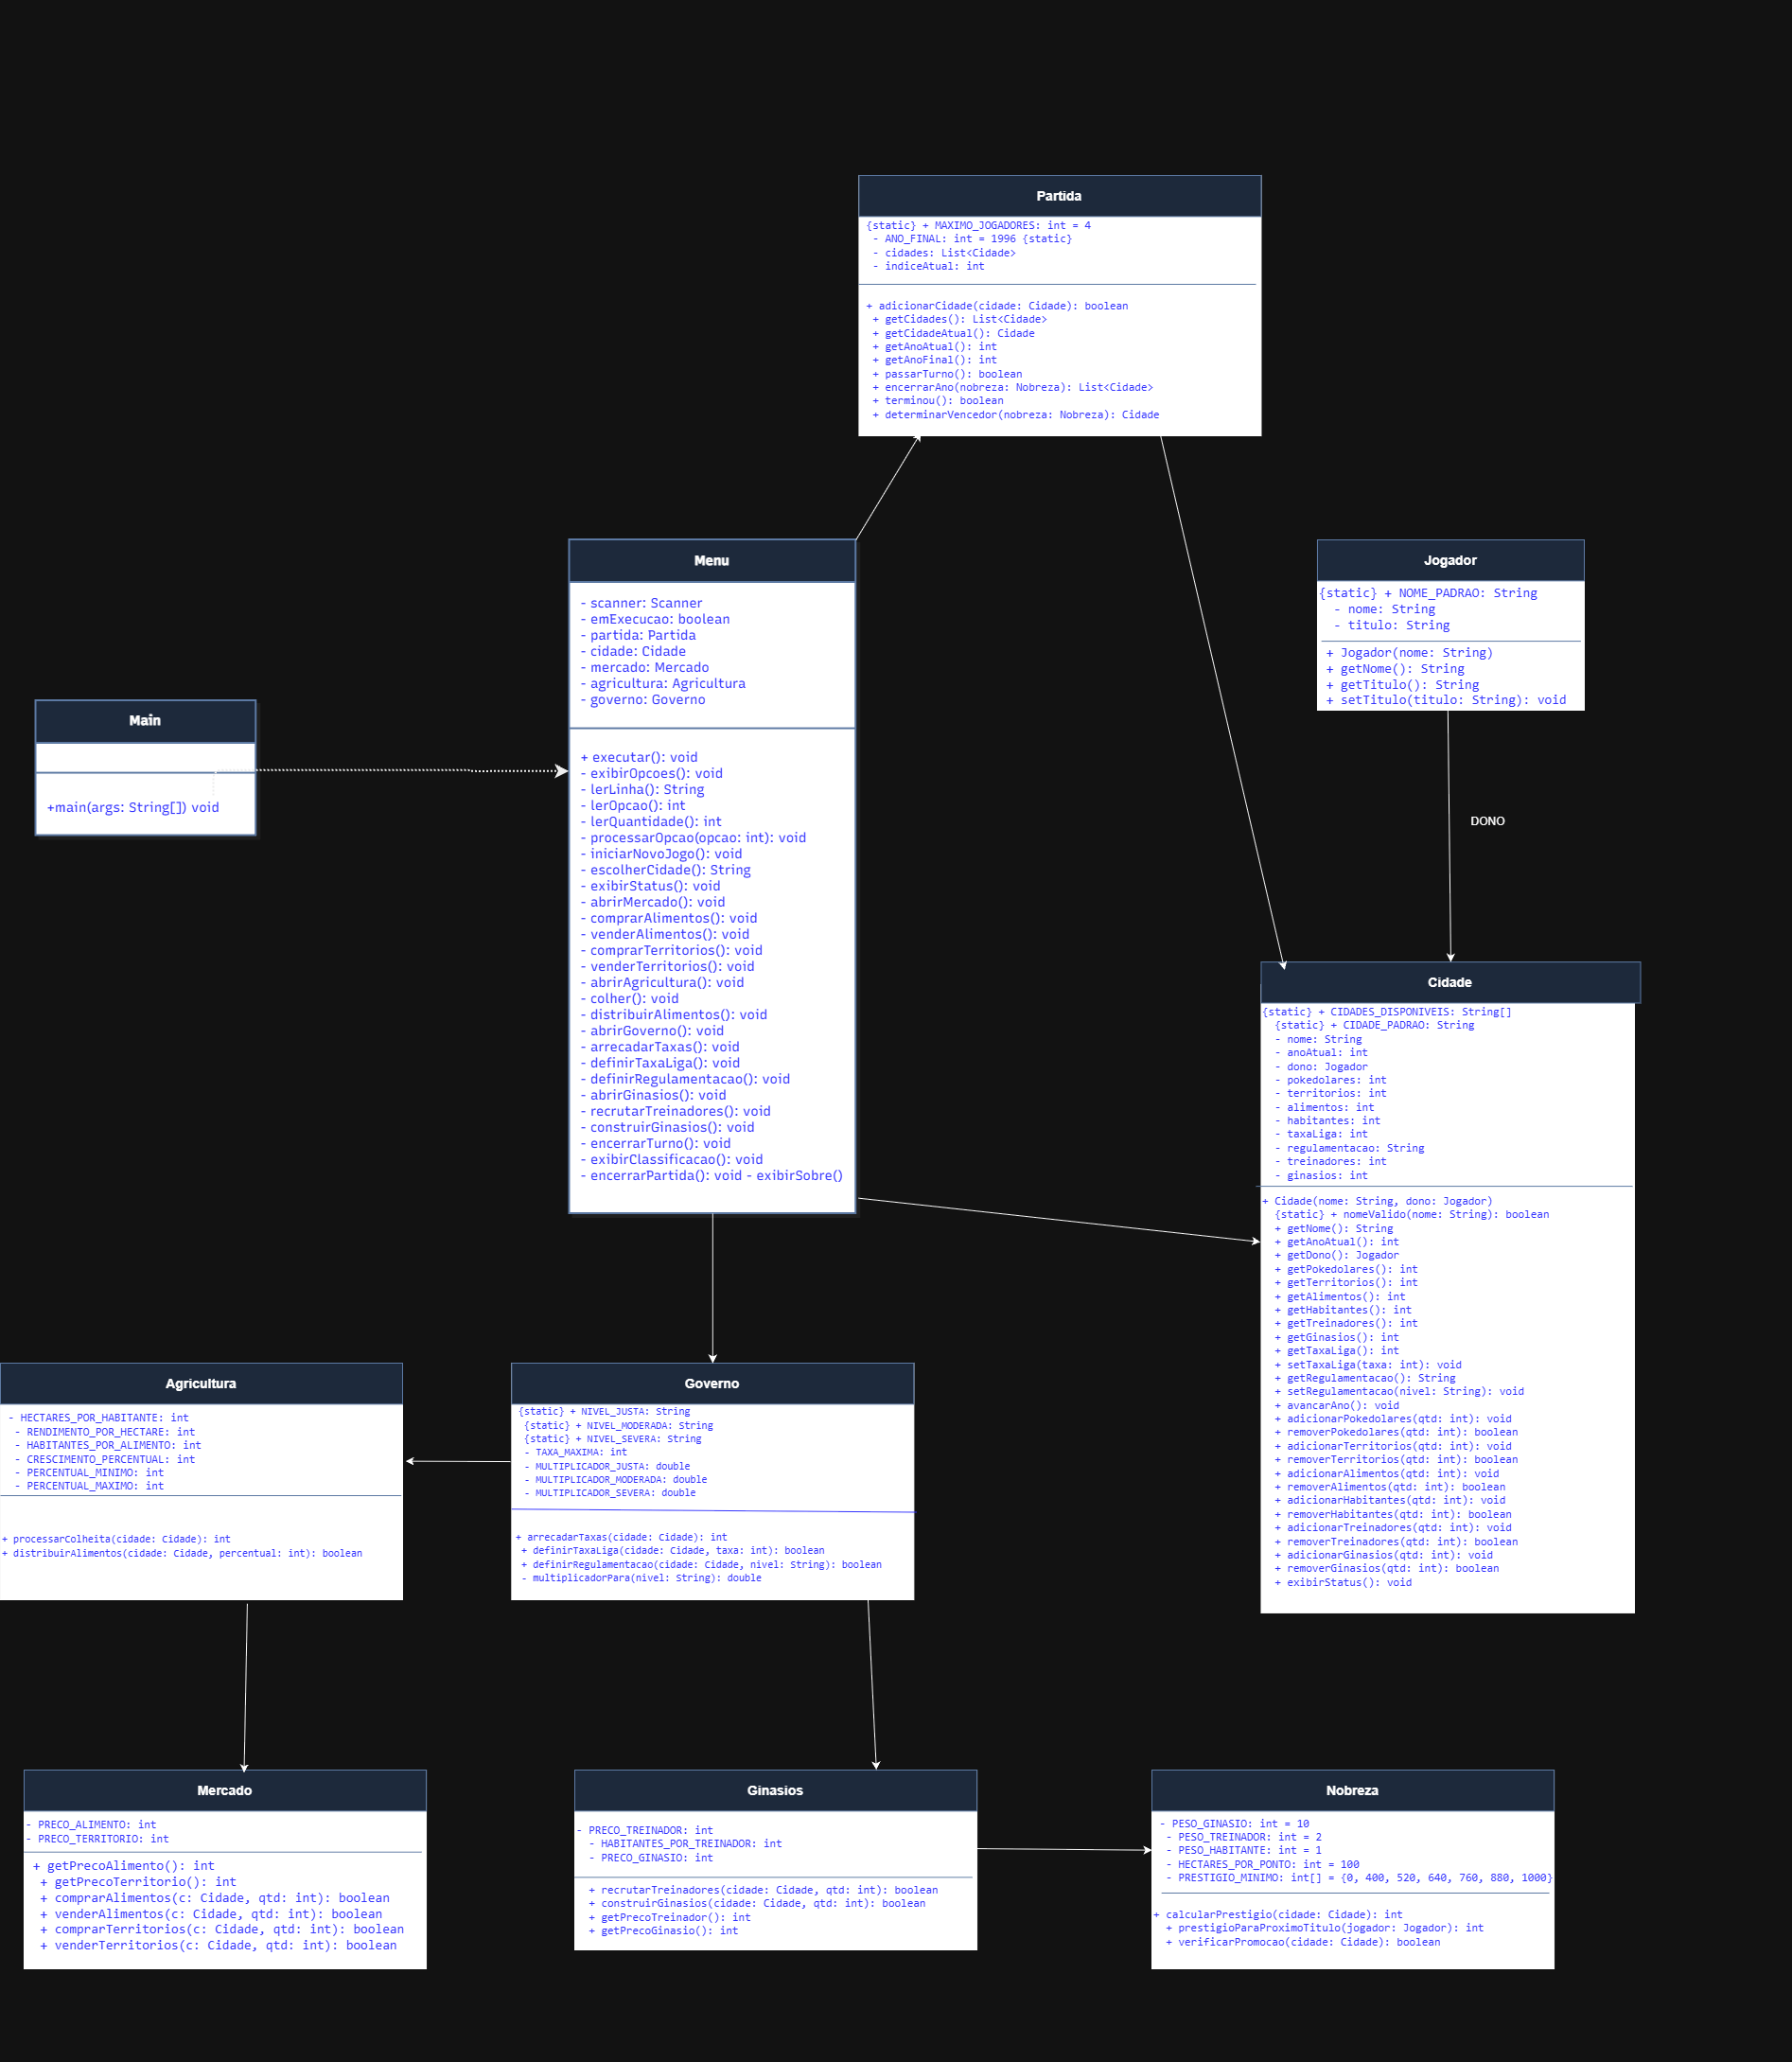 Partida
{static} + MAXIMO_JOGADORES: int = 4
- ANO_FINAL: int = 1996 {static}
- cidades: List<Cidade>
- indiceAtual: int
+ adicionarCidade(cidade: Cidade): boolean
+ getCidades(): List<Cidade>
+ getCidadeAtual(): Cidade
+ getAnoAtual(): int
+ getAnoFinal(): int
+ passarTurno(): boolean
+ encerrarAno(nobreza: Nobreza): List<Cidade>
+ terminou(): boolean
+ determinarVencedor(nobreza: Nobreza): Cidade
Menu
- scanner: Scanner
- emExecucao: boolean
- partida: Partida
- cidade: Cidade
- mercado: Mercado
- agricultura: Agricultura
- governo: Governo
+ executar(): void
- exibirOpcoes(): void
- lerLinha(): String
- lerOpcao(): int
- lerQuantidade(): int
- processarOpcao(opcao: int): void
- iniciarNovoJogo(): void
- escolherCidade(): String
- exibirStatus(): void
- abrirMercado(): void
- comprarAlimentos(): void
- venderAlimentos(): void
- comprarTerritorios(): void
- venderTerritorios(): void
- abrirAgricultura(): void
- colher(): void
- distribuirAlimentos(): void
- abrirGoverno(): void
- arrecadarTaxas(): void
- definirTaxaLiga(): void
- definirRegulamentacao(): void
- abrirGinasios(): void
- recrutarTreinadores(): void
- construirGinasios(): void
- encerrarTurno(): void
- exibirClassificacao(): void
- encerrarPartida(): void - exibirSobre()
Jogador
{static} + NOME_PADRAO: String
- nome: String
- titulo: String
+ Jogador(nome: String)
+ getNome(): String
+ getTitulo(): String
+ setTitulo(titulo: String): void
Main
+main(args: String[]) void
DONO
Cidade
{static} + CIDADES_DISPONIVEIS: String[]
{static} + CIDADE_PADRAO: String
- nome: String
- anoAtual: int
- dono: Jogador
- pokedolares: int
- territorios: int
- alimentos: int
- habitantes: int
- taxaLiga: int
- regulamentacao: String
- treinadores: int
- ginasios: int
+ Cidade(nome: String, dono: Jogador)
{static} + nomeValido(nome: String): boolean
+ getNome(): String
+ getAnoAtual(): int
+ getDono(): Jogador
+ getPokedolares(): int
+ getTerritorios(): int
+ getAlimentos(): int
+ getHabitantes(): int
+ getTreinadores(): int
+ getGinasios(): int
+ getTaxaLiga(): int
+ setTaxaLiga(taxa: int): void
+ getRegulamentacao(): String
+ setRegulamentacao(nivel: String): void
+ avancarAno(): void
+ adicionarPokedolares(qtd: int): void
+ removerPokedolares(qtd: int): boolean
+ adicionarTerritorios(qtd: int): void
+ removerTerritorios(qtd: int): boolean
+ adicionarAlimentos(qtd: int): void
+ removerAlimentos(qtd: int): boolean
+ adicionarHabitantes(qtd: int): void
+ removerHabitantes(qtd: int): boolean
+ adicionarTreinadores(qtd: int): void
+ removerTreinadores(qtd: int): boolean
+ adicionarGinasios(qtd: int): void
+ removerGinasios(qtd: int): boolean
+ exibirStatus(): void
Agricultura
- HECTARES_POR_HABITANTE: int
- RENDIMENTO_POR_HECTARE: int
- HABITANTES_POR_ALIMENTO: int
- CRESCIMENTO_PERCENTUAL: int
- PERCENTUAL_MINIMO: int
- PERCENTUAL_MAXIMO: int
+ processarColheita(cidade: Cidade): int
+ distribuirAlimentos(cidade: Cidade, percentual: int): boolean
Governo
{static} + NIVEL_JUSTA: String
{static} + NIVEL_MODERADA: String
{static} + NIVEL_SEVERA: String
- TAXA_MAXIMA: int
- MULTIPLICADOR_JUSTA: double
- MULTIPLICADOR_MODERADA: double
- MULTIPLICADOR_SEVERA: double
+ arrecadarTaxas(cidade: Cidade): int
+ definirTaxaLiga(cidade: Cidade, taxa: int): boolean
+ definirRegulamentacao(cidade: Cidade, nivel: String): boolean
- multiplicadorPara(nivel: String): double
Mercado
- PRECO_ALIMENTO: int
- PRECO_TERRITORIO: int
+ getPrecoAlimento(): int
+ getPrecoTerritorio(): int
+ comprarAlimentos(c: Cidade, qtd: int): boolean
+ venderAlimentos(c: Cidade, qtd: int): boolean
+ comprarTerritorios(c: Cidade, qtd: int): boolean
+ venderTerritorios(c: Cidade, qtd: int): boolean
Ginasios
- PRECO_TREINADOR: int
- HABITANTES_POR_TREINADOR: int
- PRECO_GINASIO: int
+ recrutarTreinadores(cidade: Cidade, qtd: int): boolean
+ construirGinasios(cidade: Cidade, qtd: int): boolean
+ getPrecoTreinador(): int
+ getPrecoGinasio(): int
Nobreza
- PESO_GINASIO: int = 10
- PESO_TREINADOR: int = 2
- PESO_HABITANTE: int = 1
- HECTARES_POR_PONTO: int = 100
- PRESTIGIO_MINIMO: int[] = {0, 400, 520, 640, 760, 880, 1000}
+ calcularPrestigio(cidade: Cidade): int
+ prestigioParaProximoTitulo(jogador: Jogador): int
+ verificarPromocao(cidade: Cidade): boolean